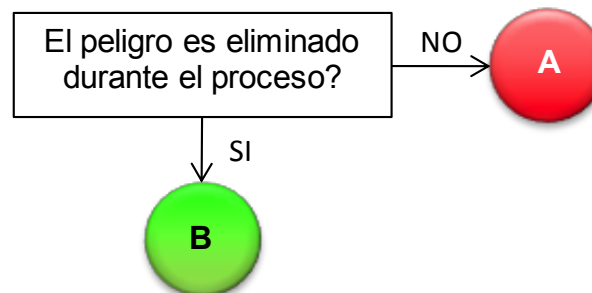 El peligro es eliminado
durante el proceso?
NO
A
SI
B